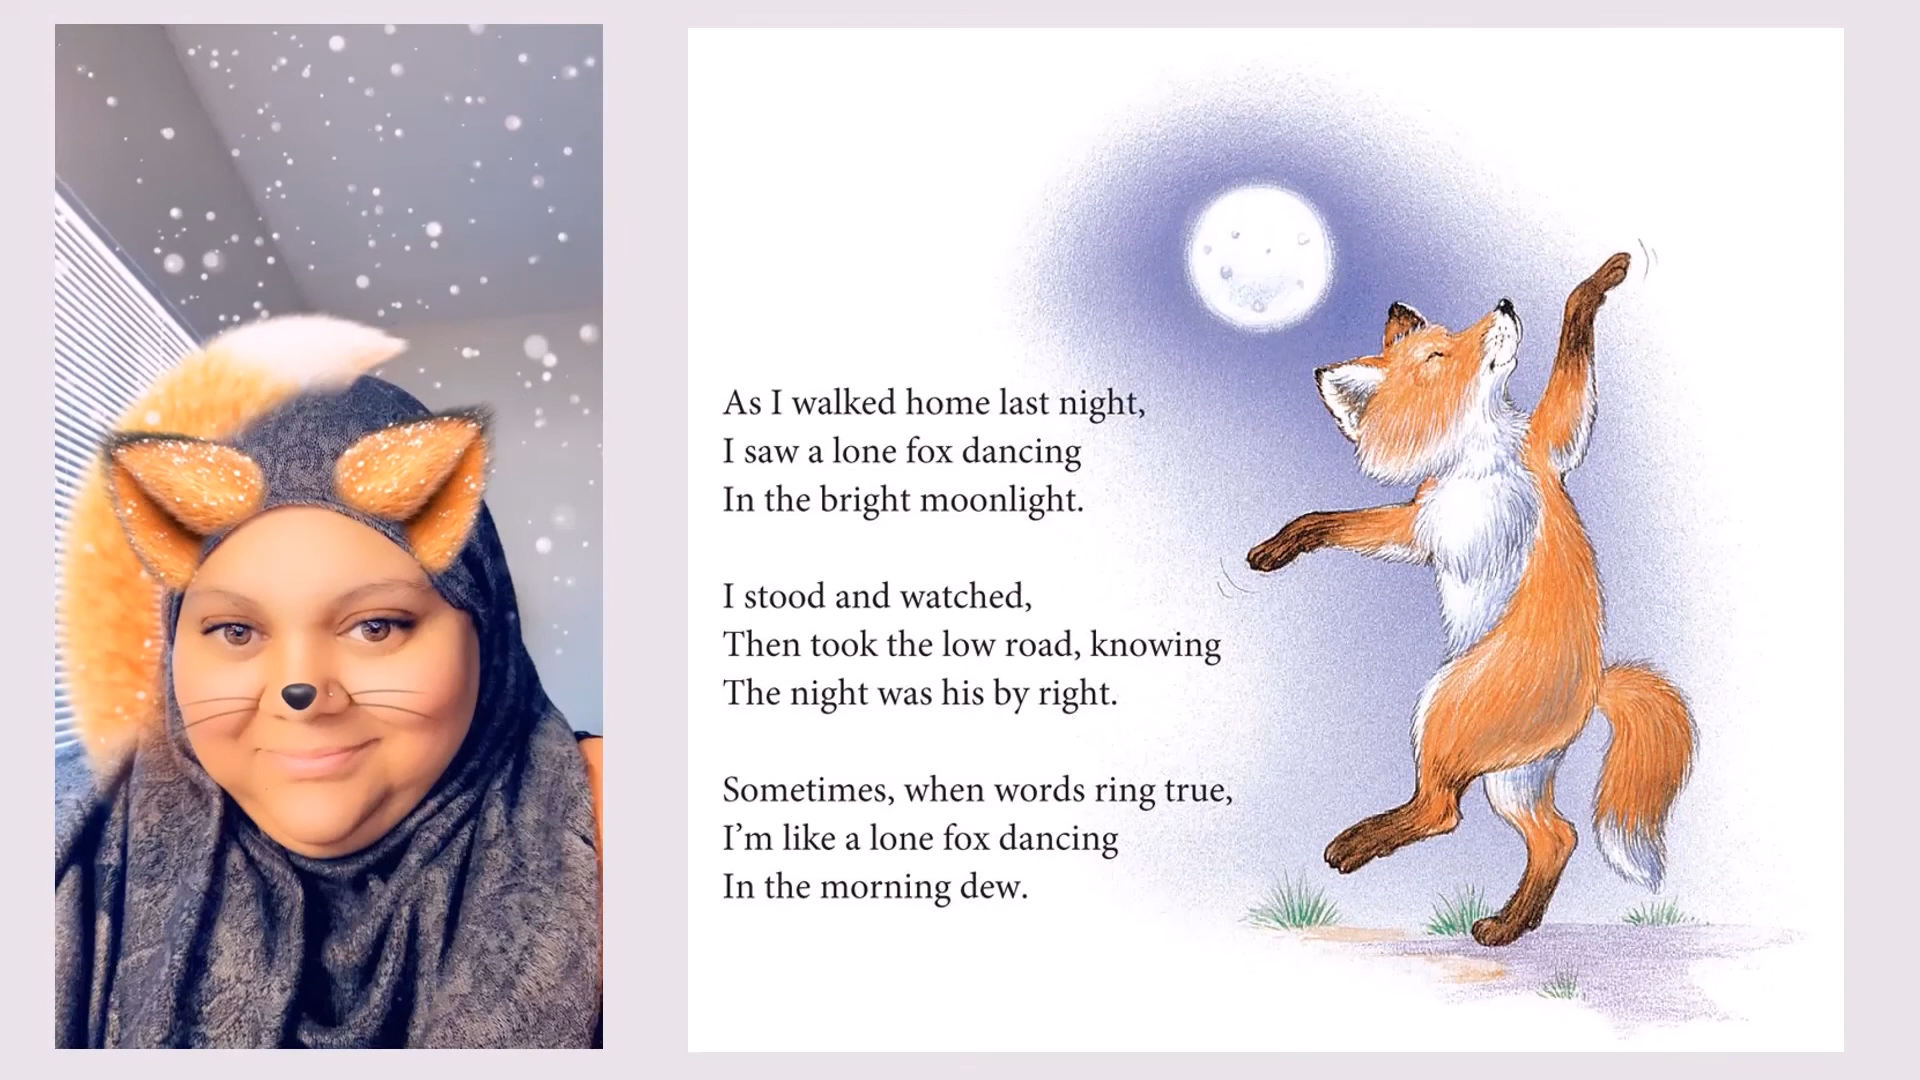 As I walked home last night,
I saw a lone fox dancing
In the bright moonlight.
I stood and watched,
Then took the low road, knowing
The night was his by right.
Sometimes, when words ring true,
I’m like a lone fox dancing
In the morning dew.